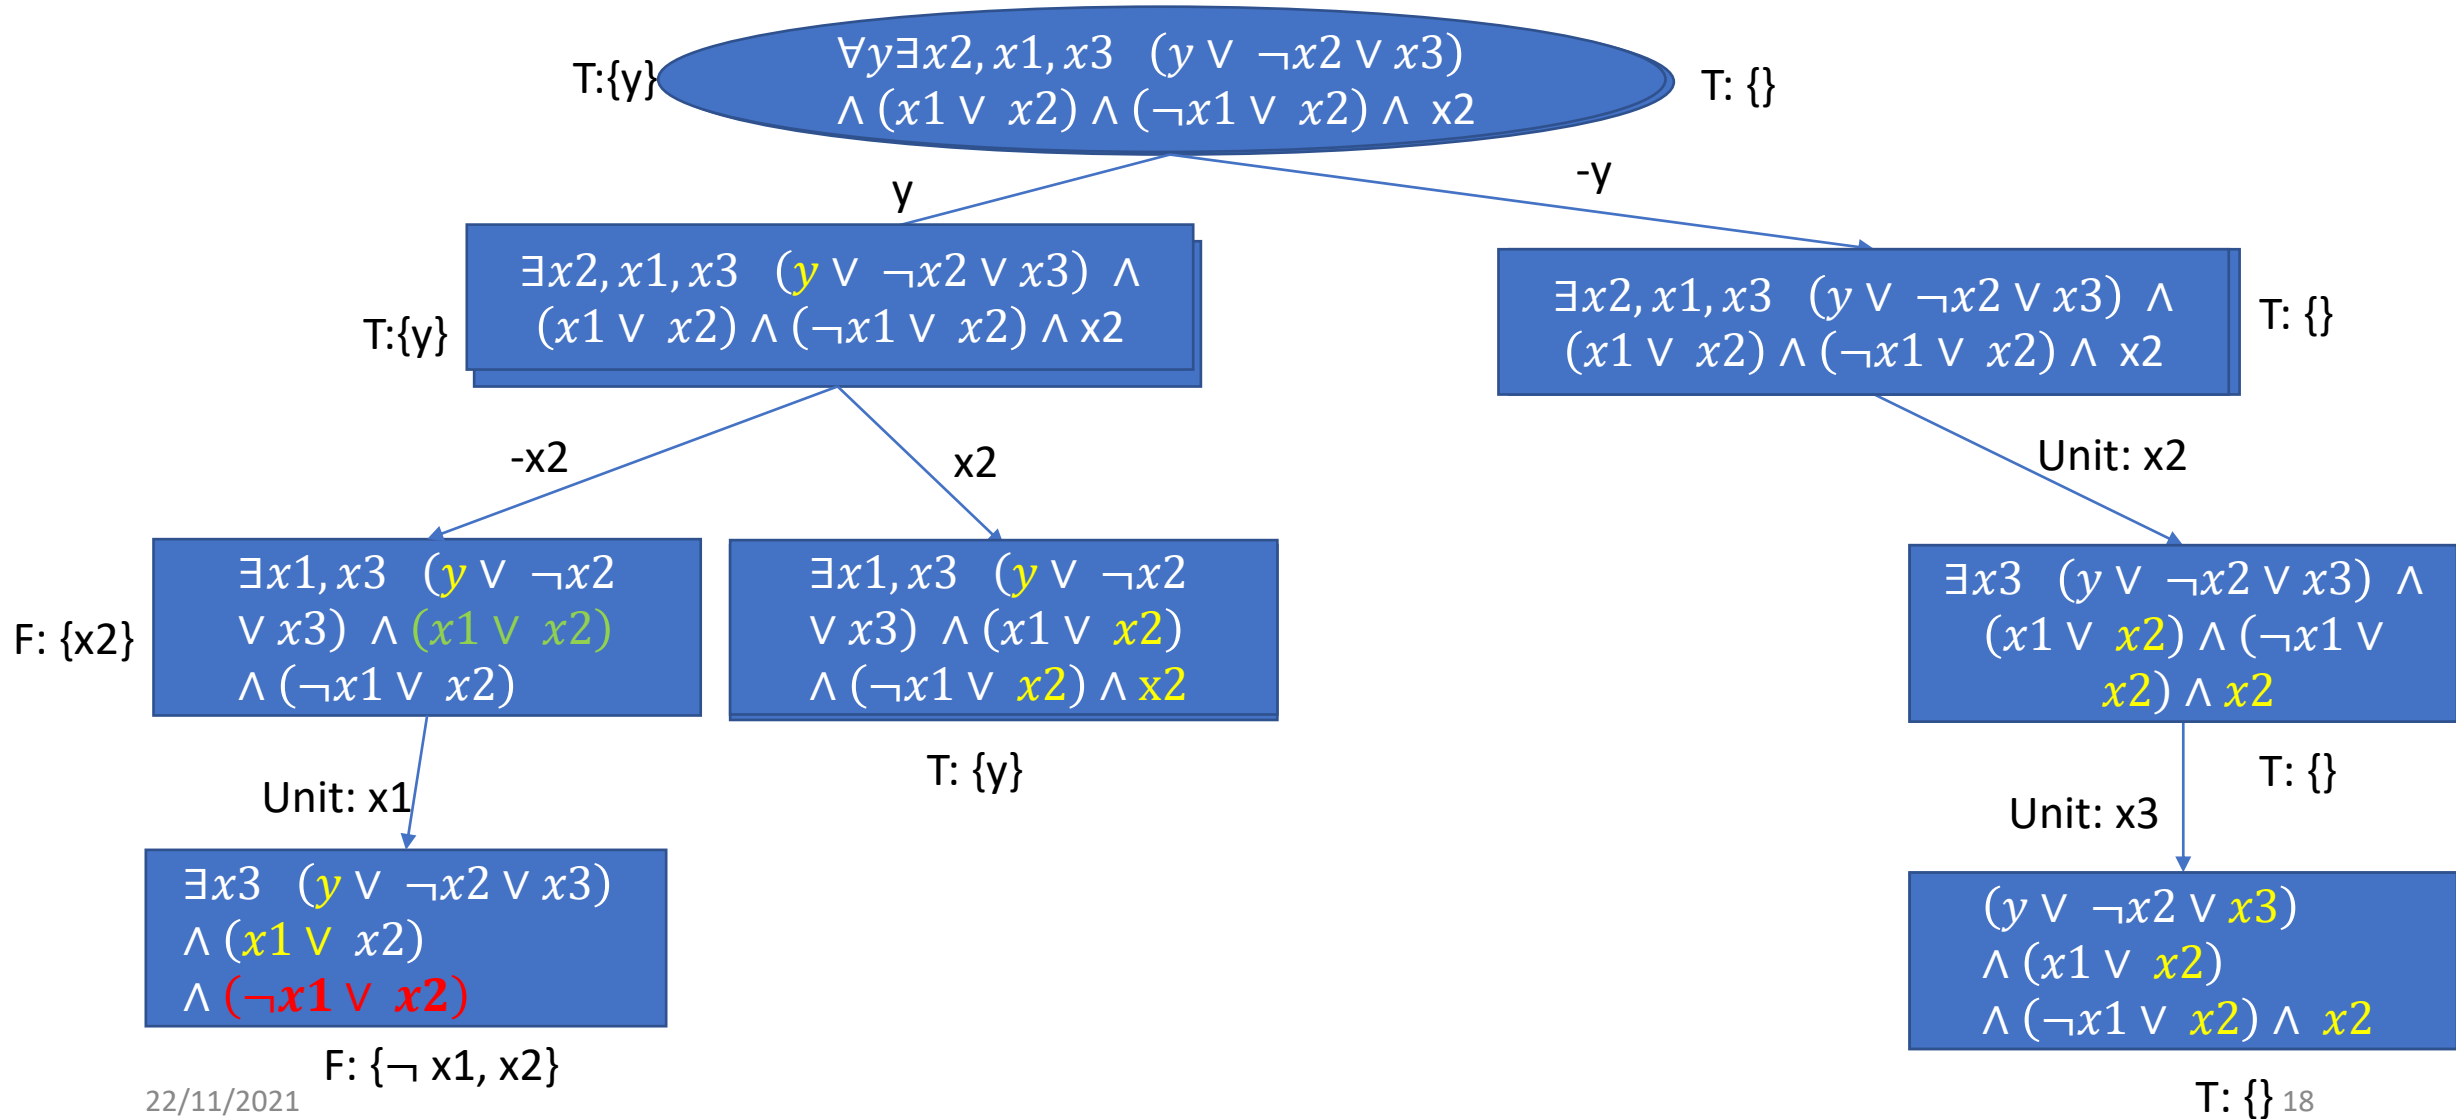 T:{y}
∀y∃x2, x1, x3 (y ∨ ¬x2 ∨ x3)
∧ (x1 ∨ x2) ∧ (¬x1 ∨ x2) ∧ x2
T: {}
y
-y
∃x2, x1, x3 (y ∨ ¬x2 ∨ x3) ∧
(x1 ∨ x2) ∧ (¬x1 ∨ x2) ∧ x2
T:{y}
∃x2, x1, x3 (y ∨ ¬x2 ∨ x3) ∧
(x1 ∨ x2) ∧ (¬x1 ∨ x2) ∧ x2
T: {}
-x2
x2
Unit: x2
F: {x2}
∃x1, x3 (y ∨ ¬x2
∨ x3) ∧ (x1 ∨ x2)
∧ (¬x1 ∨ x2)
∃x1, x3 (y ∨ ¬x2
∨ x3) ∧ (x1 ∨ x2)
∧ (¬x1 ∨ x2) ∧ x2
T: {y}
∃x3 (y ∨ ¬x2 ∨ x3) ∧
(x1 ∨ x2) ∧ (¬x1 ∨
x2) ∧ x2
T: {}
Unit: x1
Unit: x3
∃x3 (y ∨ ¬x2 ∨ x3)
∧ (x1 ∨ x2)
∧ (¬x1 ∨ x2)
F: {¬ x1, x2}
(y ∨ ¬x2 ∨ x3)
∧ (x1 ∨ x2)
∧ (¬x1 ∨ x2) ∧ x2
T: {}
22/11/2021
18